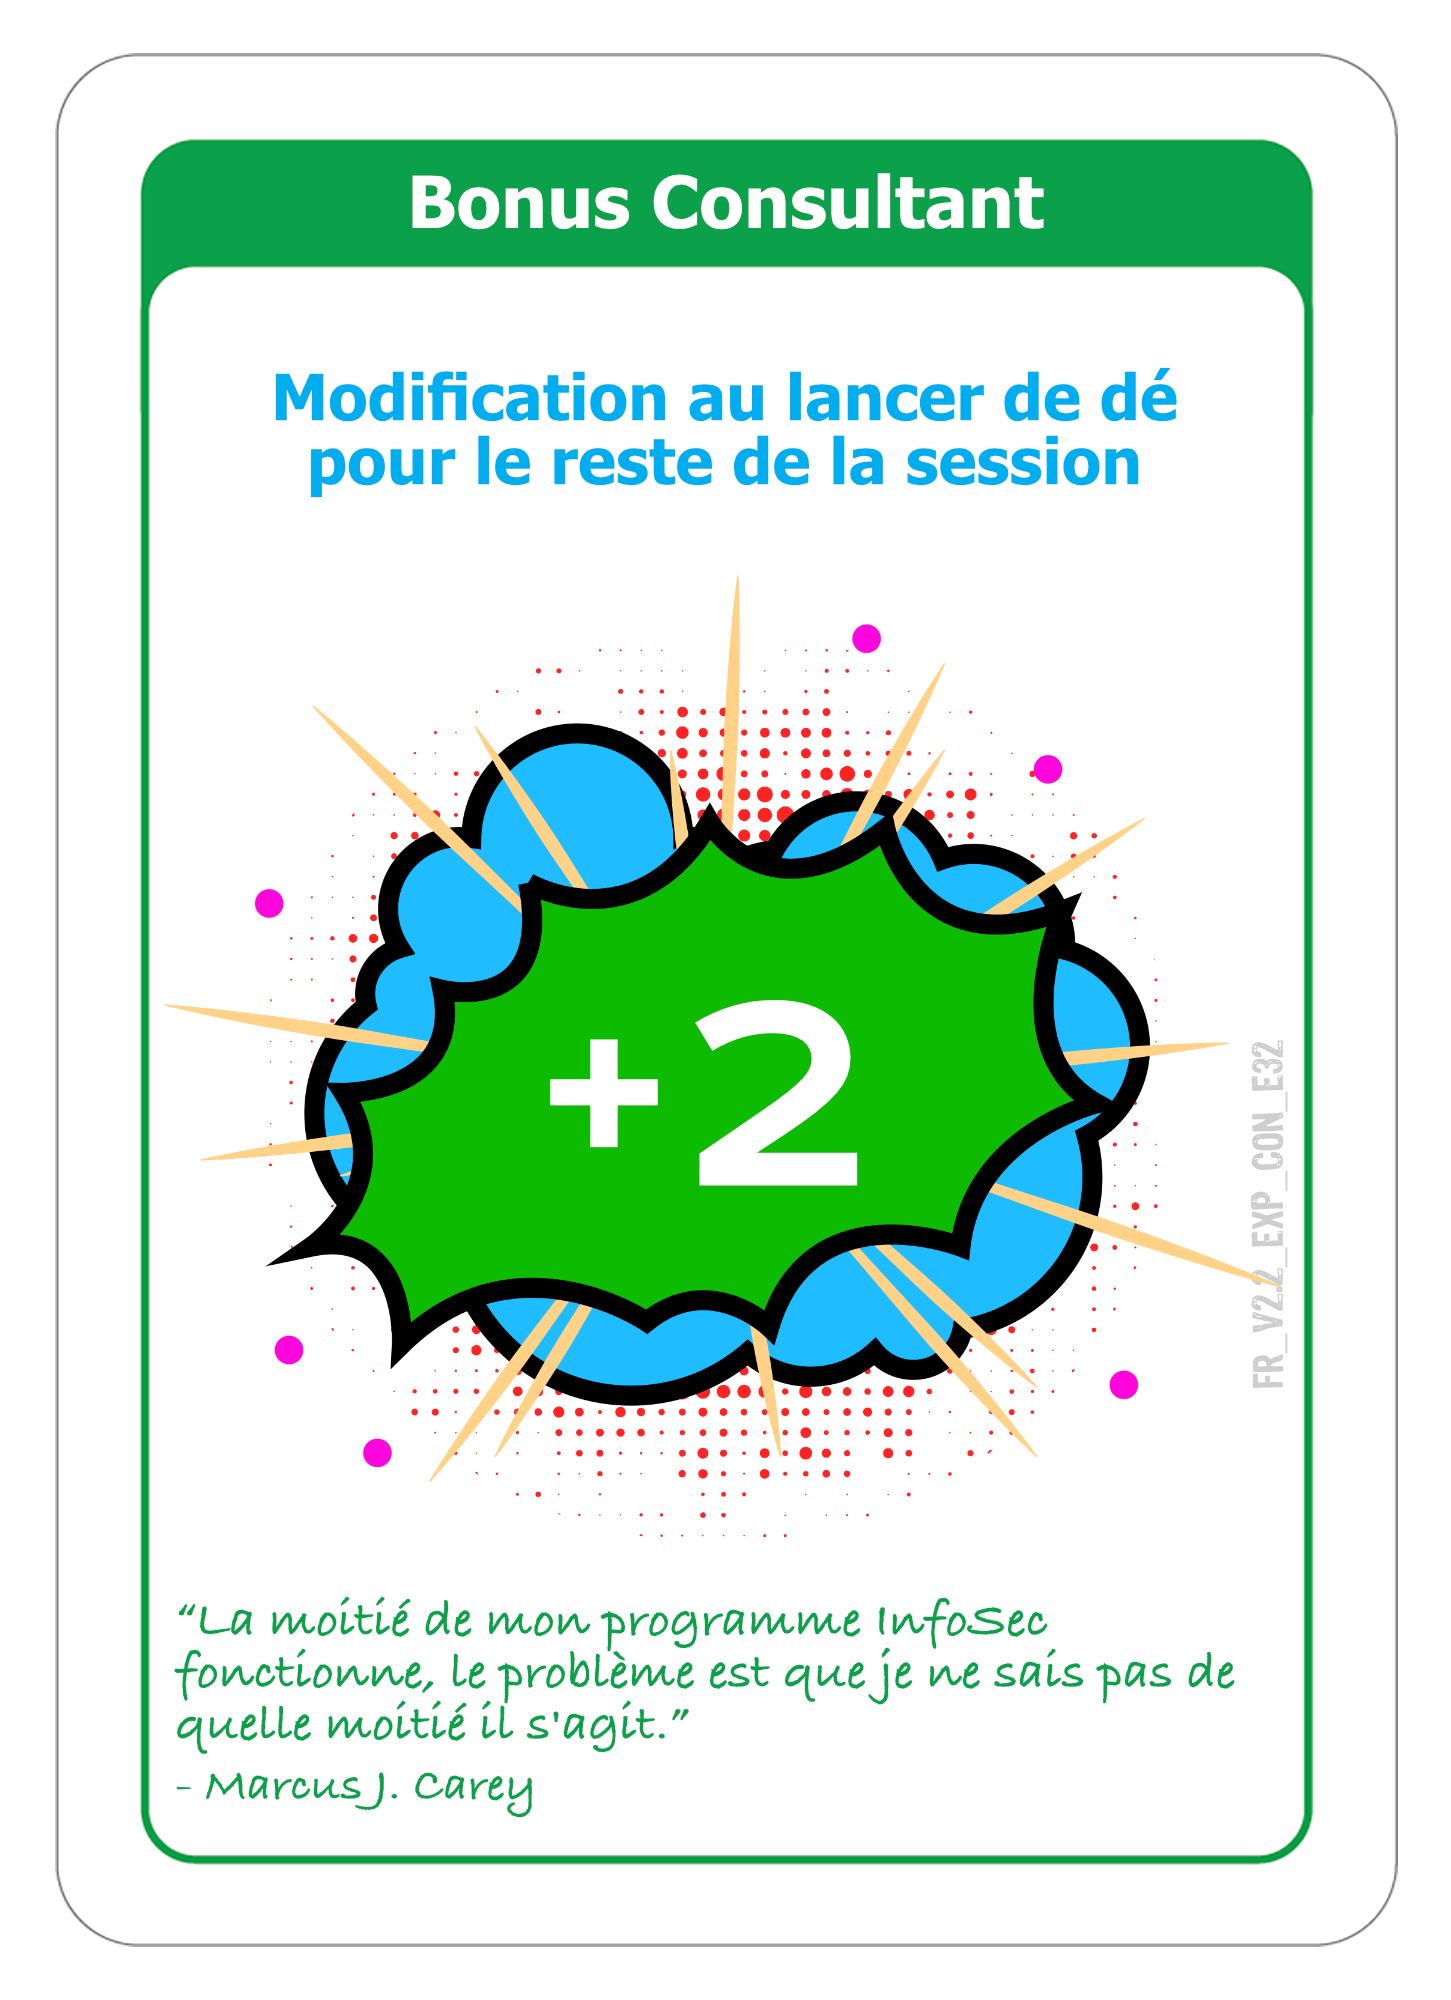 Bonus Consultant
Modification au lancer de dé
pour le reste de la session
+2
FR_V2.2_EXP_CON_E32
“La moitié de mon programme InfoSec
fonctionne, le problème est que je ne sais pas de
quelle moitié il s'agit.”
- Marcus J. Carey